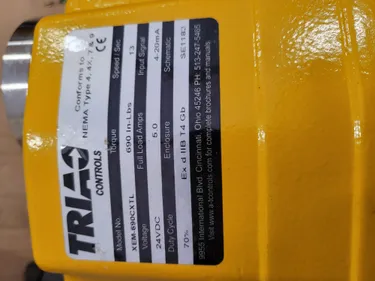 TRIAC
CONTROLS
Conforms to
NEMA Type 4, 4X, 7 & 9
Model No. Torque Speed/Sec
XEM-690CXTL 690 In-Lbs 13
Voltage Full Load Amps Input Signal
24VDC 5.0 4-20mA
Duty Cycle Enclosure Schematic
70% Ex d IIB T4 Gb SE1182
9955 International Blvd. Cincinnati, Ohio 45246 PH: 513-247-5465
www.a-tcontrols.com for complete brochures and manuals.